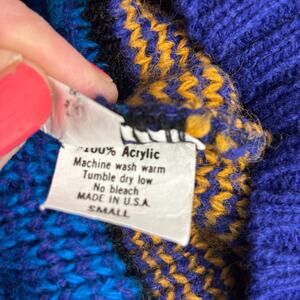 100% Acrylic
Machine wash warm
Tumble dry low
No bleach
MADE IN U.S.A.
SMALL